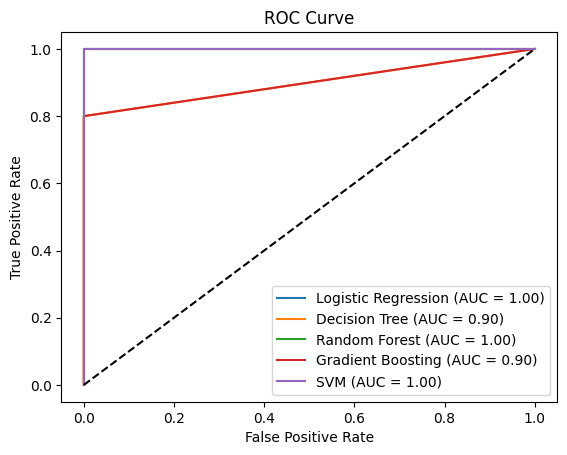 ROC Curve
True Positive Rate
1.0
0.8
0.6
0.4
0.2
0.0
Logistic Regression (AUC = 1.00)
Decision Tree (AUC = 0.90)
Random Forest (AUC = 1.00)
Gradient Boosting (AUC = 0.90)
SVM (AUC = 1.00)
0.0 0.2 0.4 0.6 0.8 1.0
False Positive Rate